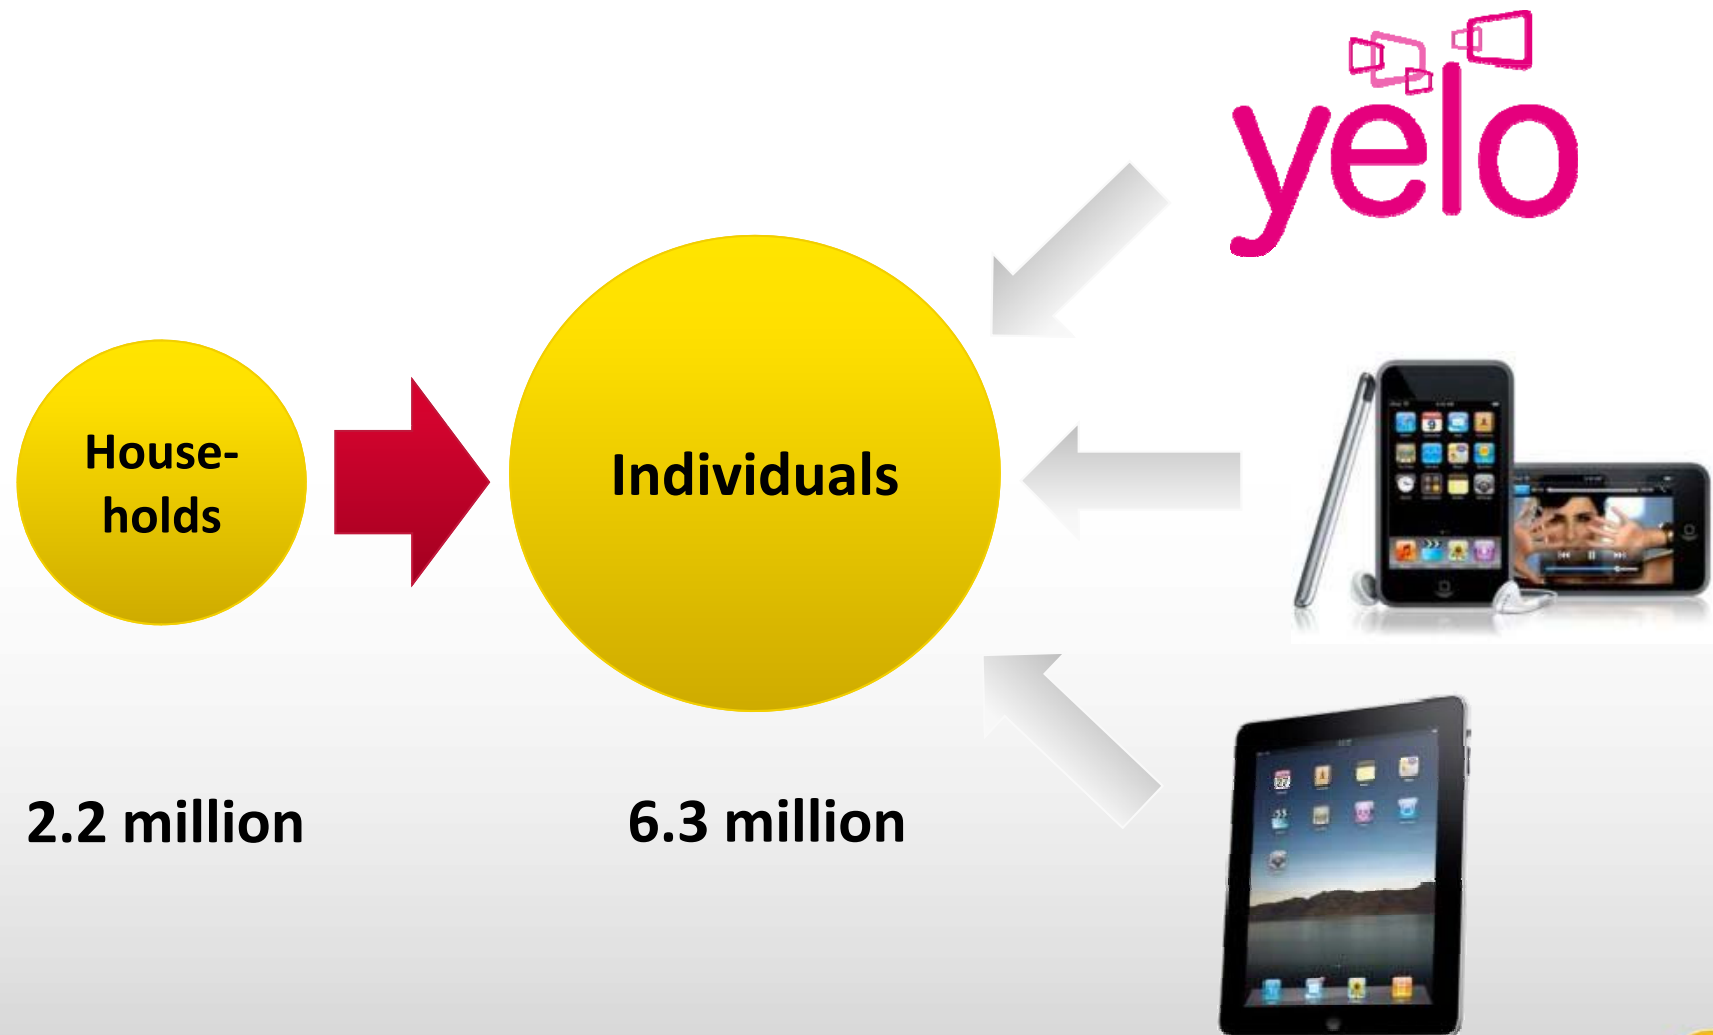 yelo
House-
holds
Individuals
2.2 million
6.3 million